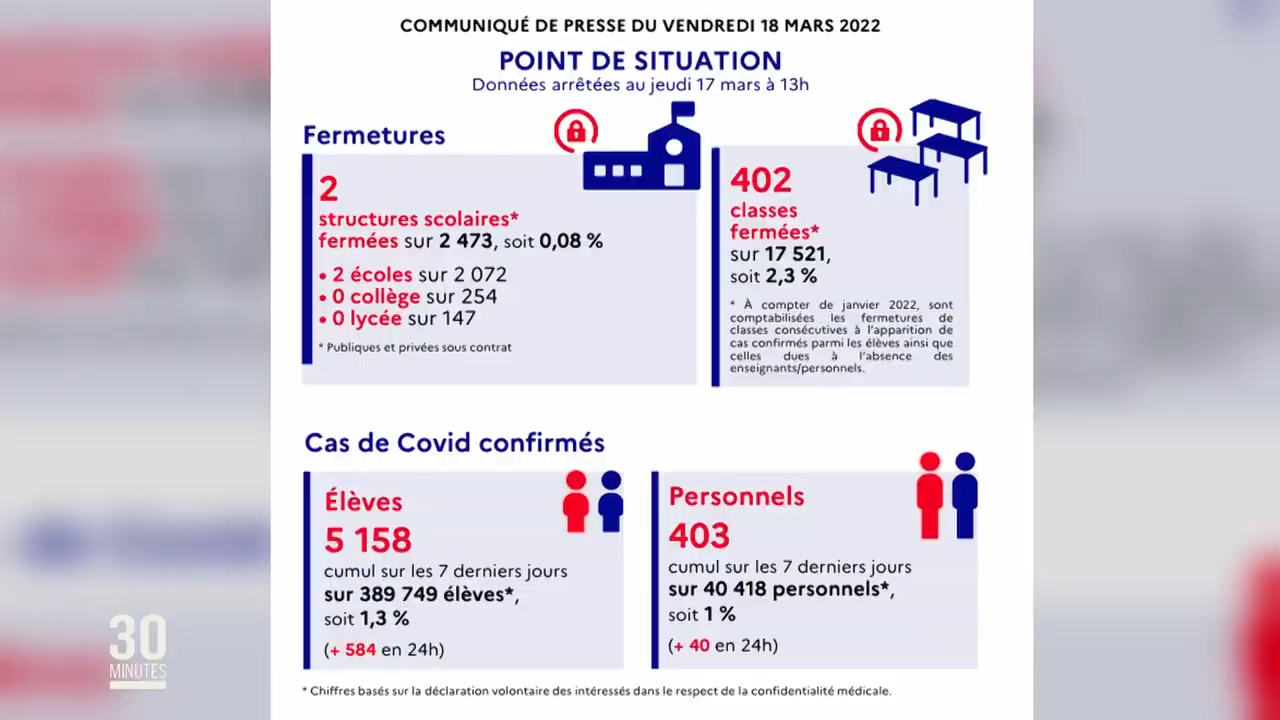 COMMUNIQUÉ DE PRESSE DU VENDREDI 18 MARS 2022
POINT DE SITUATION
Données arrêtées au jeudi 17 mars à 13h
Fermetures
2
structures scolaires*
fermées sur 2 473, soit 0,08 %
• 2 écoles sur 2 072
• 0 collège sur 254
• 0 lycée sur 147
* Publiques et privées sous contrat
402
classes
fermées*
sur 17 521,
soit 2,3 %
* À compter de janvier 2022, sont
comptabilisées les fermetures de
classes consécutives à l'apparition de
cas confirmés parmi les élèves ainsi que
celles dues à l'absence des
enseignants/personnels.
Cas de Covid confirmés
Élèves
5 158
cumul sur les 7 derniers jours
sur 389 749 élèves*,
soit 1,3 %
(+ 584 en 24h)
Personnels
403
cumul sur les 7 derniers jours
sur 40 418 personnels*,
soit 1 %
(+ 40 en 24h)
* Chiffres basés sur la déclaration volontaire des intéressés dans le respect de la confidentialité médicale.
30
MINUTES